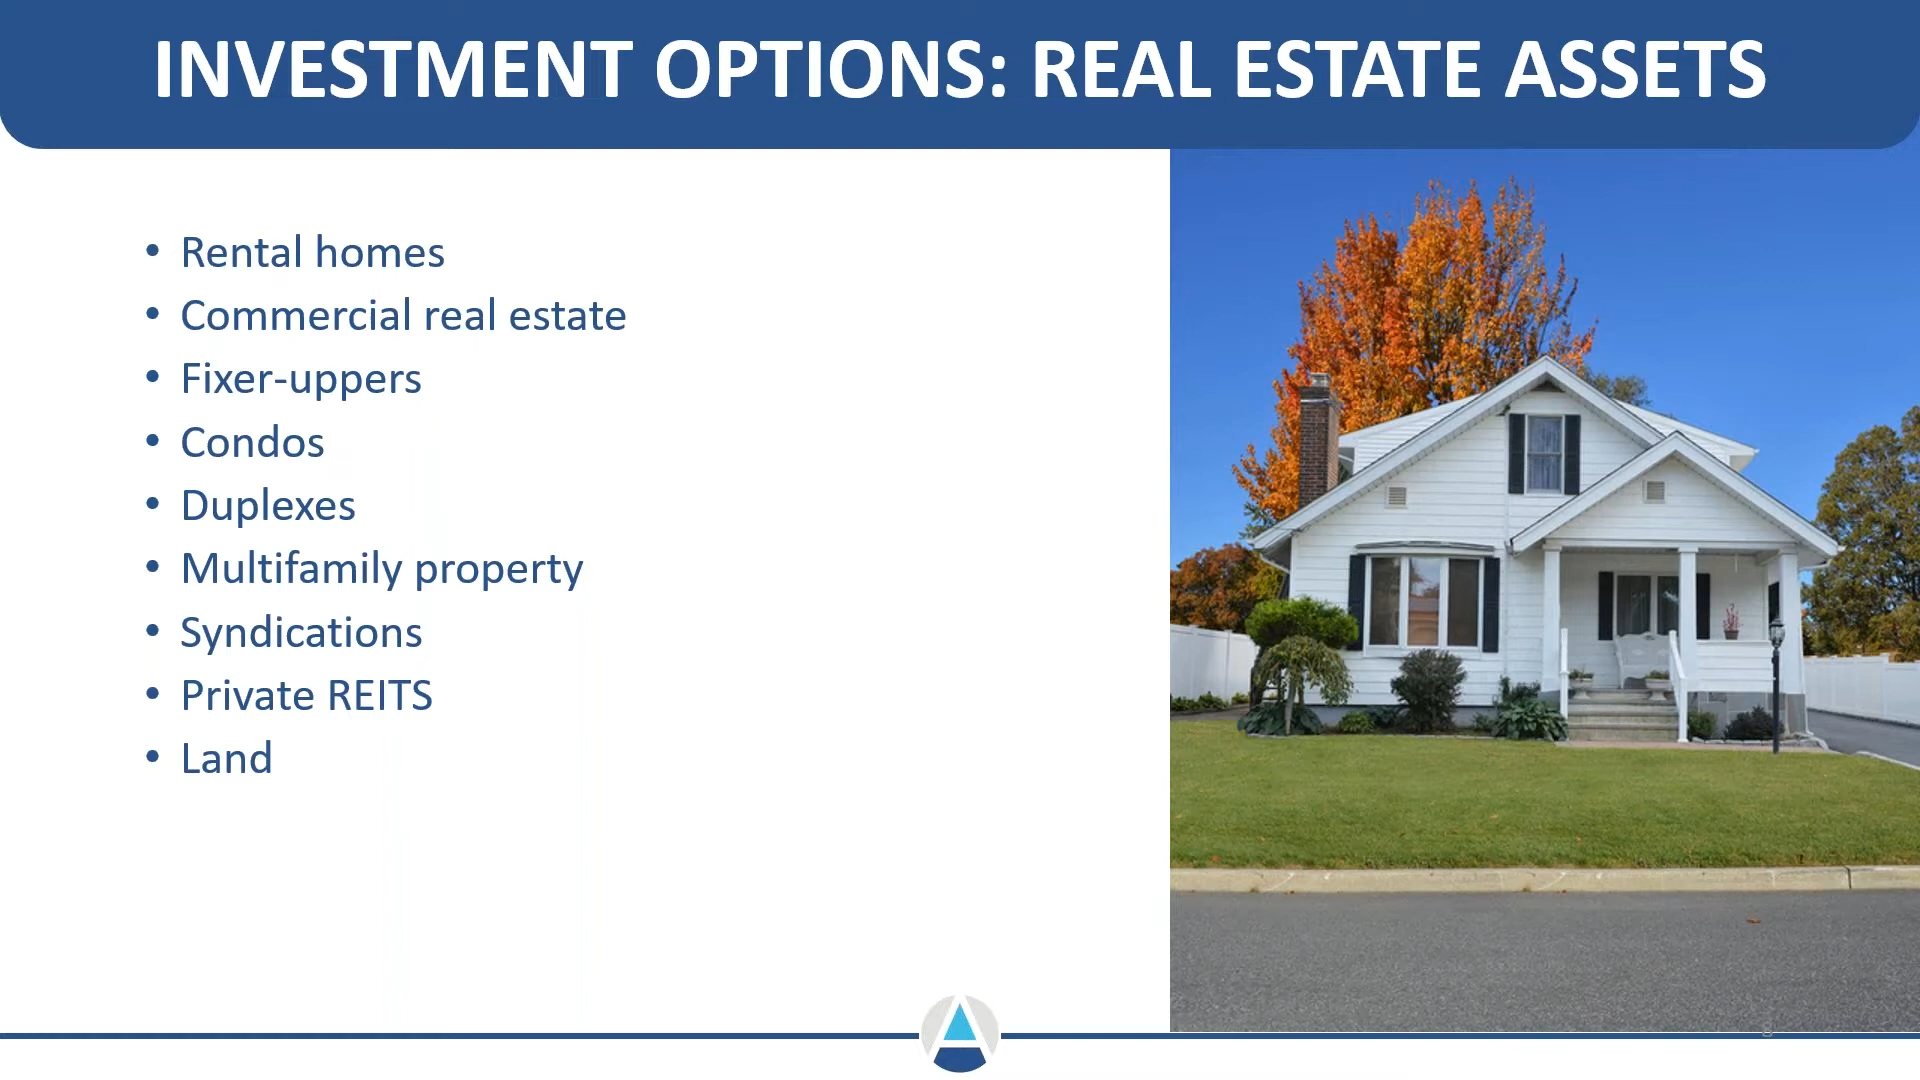 INVESTMENT OPTIONS: REAL ESTATE ASSETS
• Rental homes
• Commercial real estate
• Fixer-uppers
• Condos
• Duplexes
• Multifamily property
• Syndications
• Private REITS
• Land